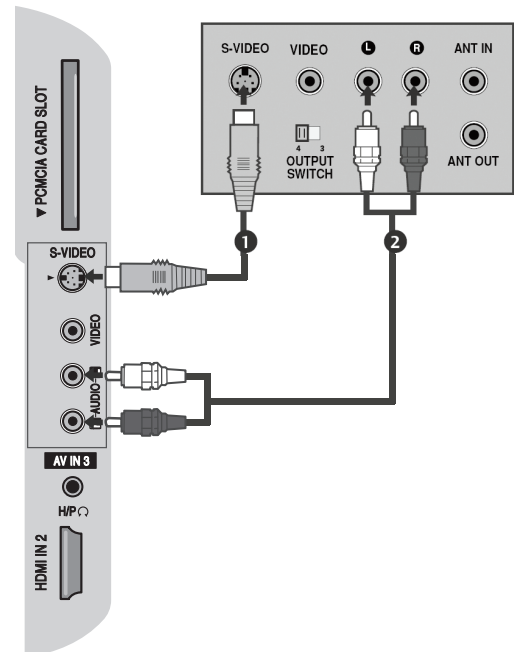 S-VIDEO VIDEO L R ANT IN
4 3
OUTPUT
SWITCH
ANT OUT
1
2
▼ PCMCIA CARD SLOT
S-VIDEO
VIDEO
AUDIO
AV IN 3
H/P
HDMI IN 2